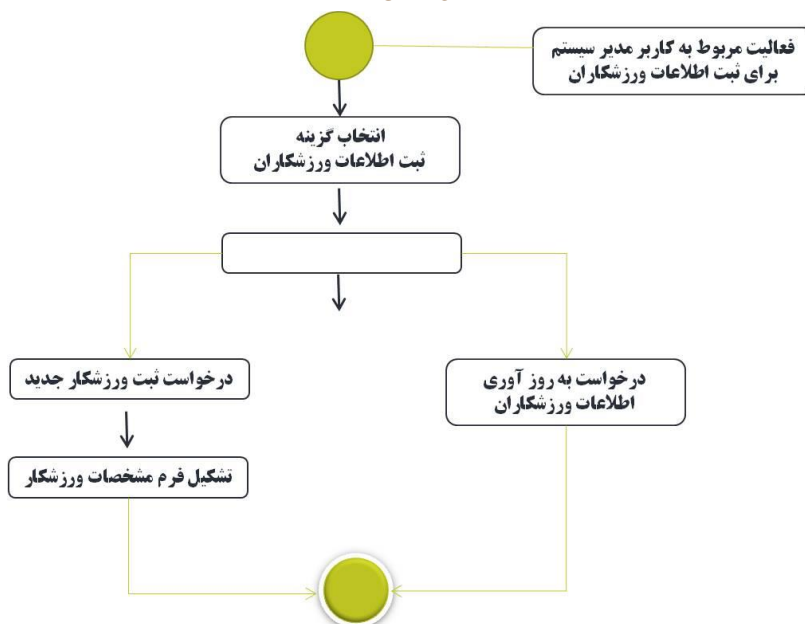 فعالیت مربوط به کاربر مدیر سیستم
برای ثبت اطلاعات ورزشکاران
انتخاب گزینه
ثبت اطلاعات ورزشکاران
درخواست به روز آوری
اطلاعات ورزشکاران
درخواست ثبت ورزشکار جدید
تشکیل فرم مشخصات ورزشکار